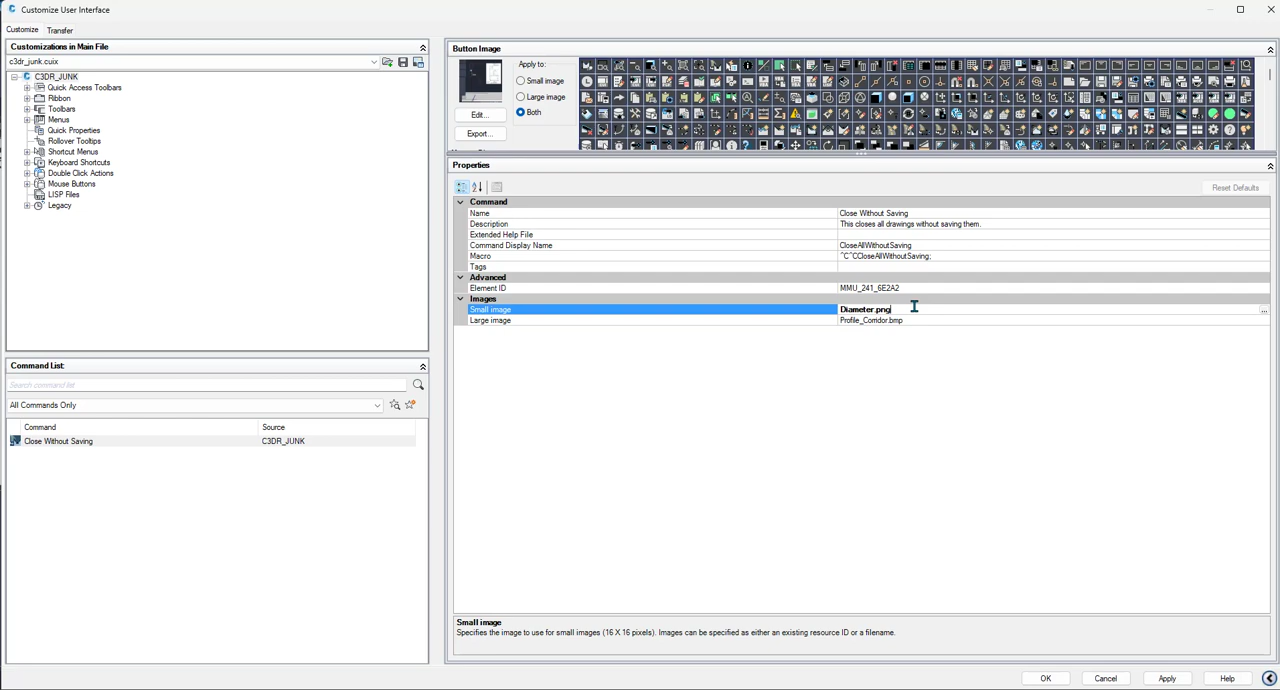 Customize User Interface
Customize Transfer
Customizations in Main File
c3dr_junk.cuix
C3DR_JUNK
Quick Access Toolbars
Ribbon
Toolbars
Menus
Quick Properties
Rollover Tooltips
Shortcut Menus
Keyboard Shortcuts
Double Click Actions
Mouse Buttons
LISP Files
Legacy
Command List:
Search command list
All Commands Only
Command Source
Close Without Saving C3DR_JUNK
Button Image
Apply to:
Small image
Large image
Both
Edit...
Export...
Properties
Reset Defaults
Command
Name Close Without Saving
Description This closes all drawings without saving them.
Extended Help File
Command Display Name CloseAllWithoutSaving
Macro ^C^CCloseAllWithoutSaving;
Tags
Advanced
Element ID MMU_241_6E2A2
Images
Small image Diameter.png
...
Large image Profile_Corridor.bmp
Small image
Specifies the image to use for small images (16 X 16 pixels). Images can be specified as either an existing resource ID or a filename.
OK Cancel Apply Help